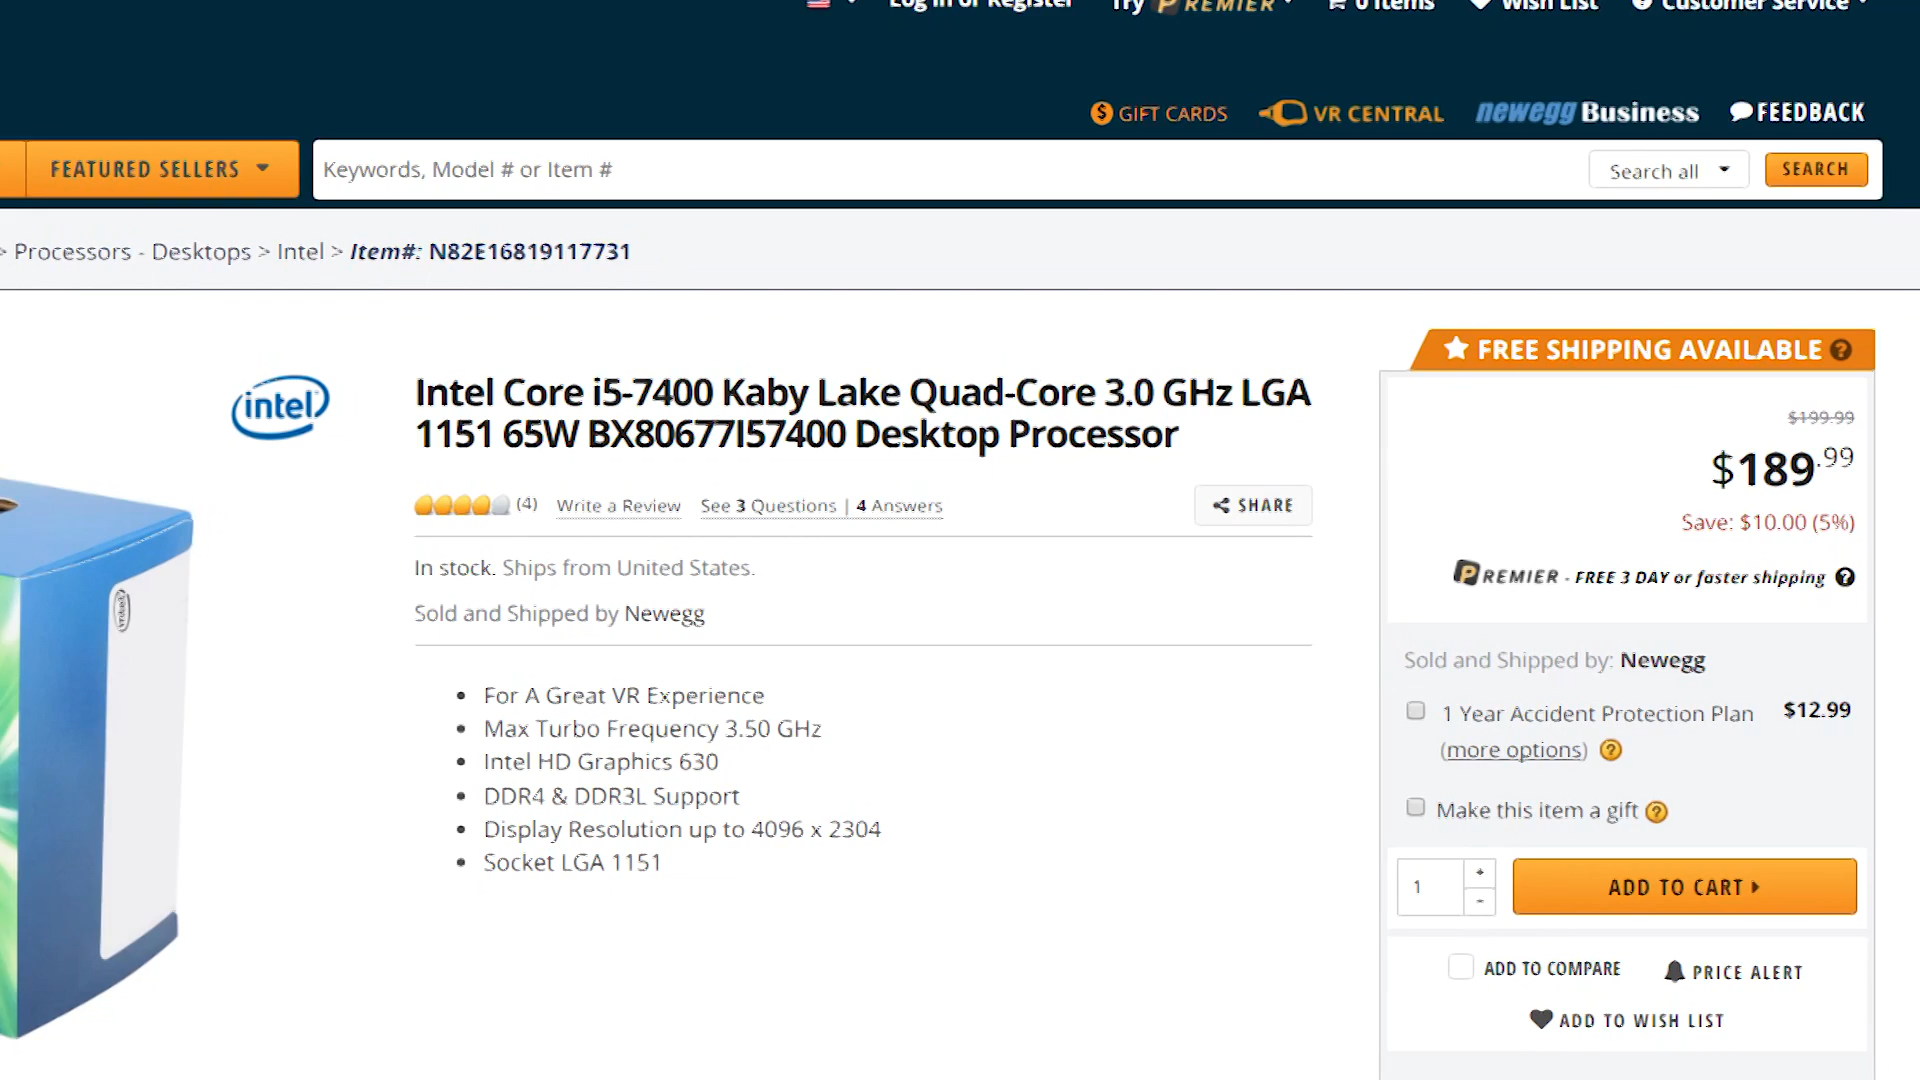 Log in or Register Try PREMIER 0 Items Wish List Customer Service
GIFT CARDS VR CENTRAL newegg Business FEEDBACK
FEATURED SELLERS Keywords, Model # or Item # Search all SEARCH
> Processors - Desktops > Intel > Item#: N82E16819117731
FREE SHIPPING AVAILABLE ?
intel
Intel Core i5-7400 Kaby Lake Quad-Core 3.0 GHz LGA
1151 65W BX80677I57400 Desktop Processor
(4) Write a Review See 3 Questions | 4 Answers SHARE
In stock. Ships from United States.
Sold and Shipped by Newegg
For A Great VR Experience
Max Turbo Frequency 3.50 GHz
Intel HD Graphics 630
DDR4 & DDR3L Support
Display Resolution up to 4096 x 2304
Socket LGA 1151
intel
$199.99
$189.99
Save: $10.00 (5%)
PREMIER - FREE 3 DAY or faster shipping ?
Sold and Shipped by: Newegg
1 Year Accident Protection Plan $12.99
(more options) ?
Make this item a gift ?
1 + -
ADD TO CART
ADD TO COMPARE PRICE ALERT
ADD TO WISH LIST